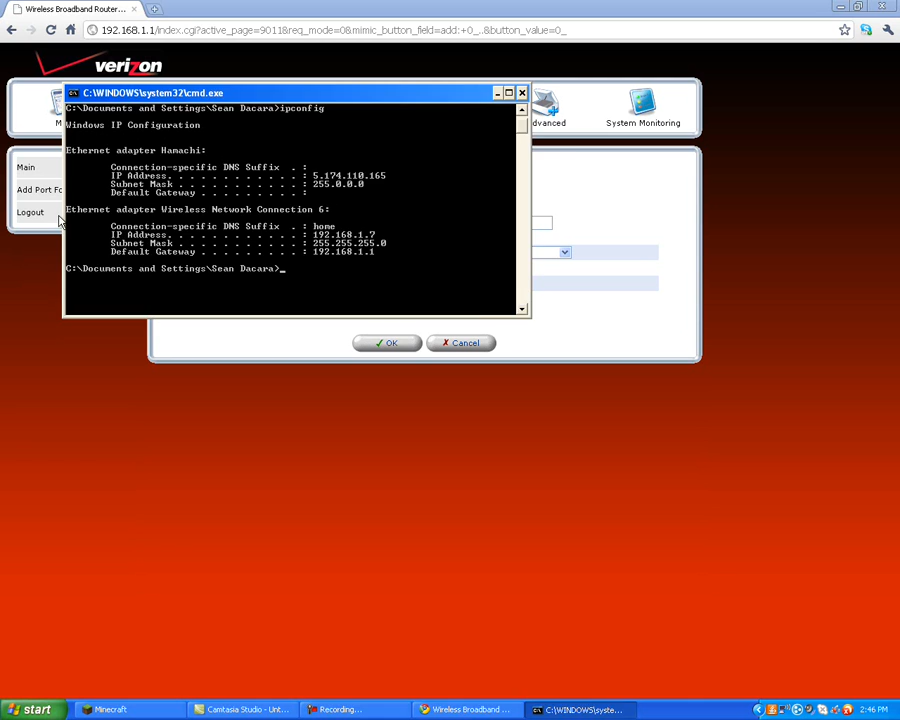 Wireless Broadband Router...
192.168.1.1/index.cgi?active_page=9011&req_mode=0&mimic_button_field=add:+0_..&button_value=0_
verizon
C:\WINDOWS\system32\cmd.exe
C:\Documents and Settings\Sean Dacara>ipconfig
Windows IP Configuration
Ethernet adapter Hamachi:
Connection-specific DNS Suffix . :
IP Address. . . . . . . . . . . . : 5.174.110.165
Subnet Mask . . . . . . . . . . . : 255.0.0.0
Default Gateway . . . . . . . . . :
Ethernet adapter Wireless Network Connection 6:
Connection-specific DNS Suffix . : home
IP Address. . . . . . . . . . . . : 192.168.1.7
Subnet Mask . . . . . . . . . . . : 255.255.255.0
Default Gateway . . . . . . . . . : 192.168.1.1
C:\Documents and Settings\Sean Dacara>_
M
dvanced
System Monitoring
Main
Add Port Fo
Logout
OK
Cancel
start
Minecraft
Camtasia Studio - Unt...
Recording...
Wireless Broadband ...
C:\WINDOWS\syste...
2:46 PM